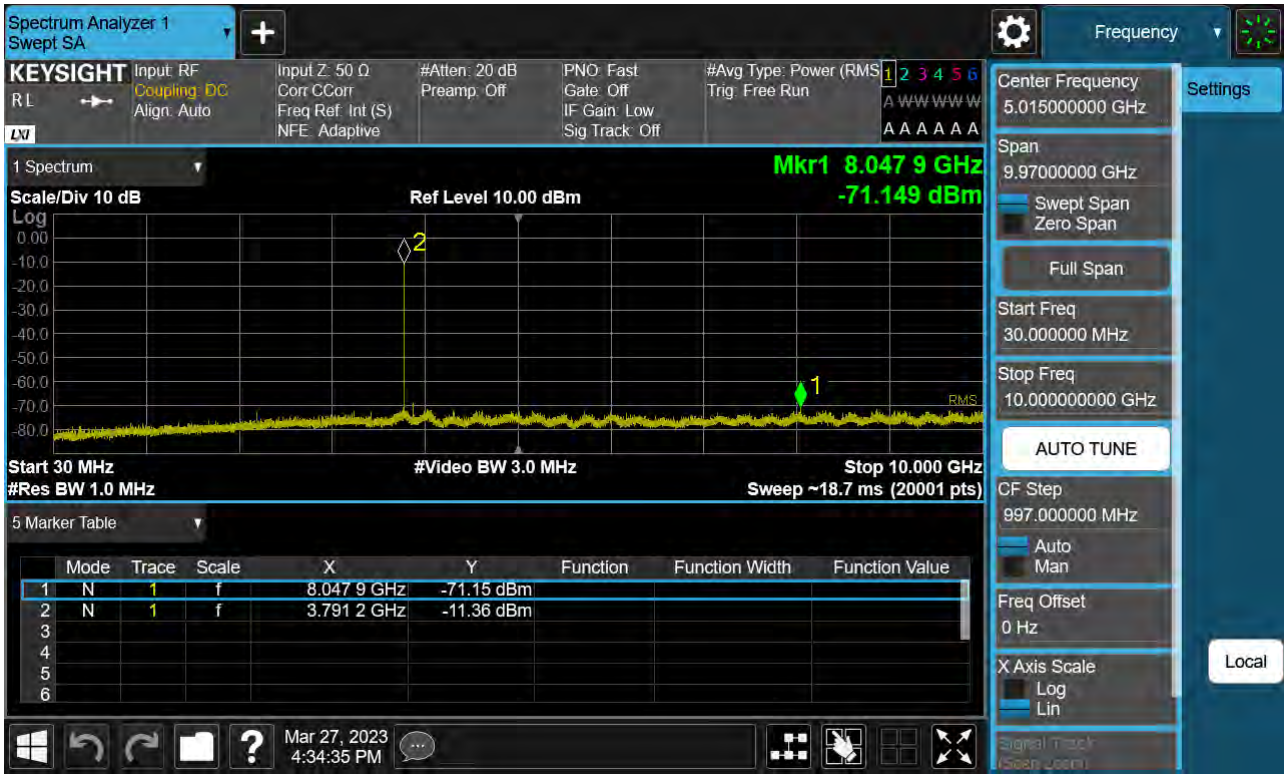 Spectrum Analyzer 1
Swept SA
+
Frequency
KEYSIGHT
RL
LXI
Input: RF
Coupling: DC
Align: Auto
Input Z: 50 Ω
Corr CCorr
Freq Ref: Int (S)
NFE: Adaptive
#Atten: 20 dB
Preamp: Off
PNO: Fast
Gate: Off
IF Gain: Low
Sig Track: Off
#Avg Type: Power (RMS
Trig: Free Run
1 2 3 4 5 6
A W W W W W
A A A A A A
1 Spectrum
Scale/Div 10 dB
Log
Ref Level 10.00 dBm
Mkr1 8.047 9 GHz
-71.149 dBm
0.00
-10.0
-20.0
-30.0
-40.0
-50.0
-60.0
-70.0
-80.0
2
1
RMS
Start 30 MHz
#Res BW 1.0 MHz
#Video BW 3.0 MHz
Stop 10.000 GHz
Sweep ~18.7 ms (20001 pts)
5 Marker Table
Mode Trace Scale X Y Function Function Width Function Value
1 N 1 f 8.047 9 GHz -71.15 dBm
2 N 1 f 3.791 2 GHz -11.36 dBm
3
4
5
6
Mar 27, 2023
4:34:35 PM
?
Center Frequency
5.015000000 GHz
Settings
Span
9.97000000 GHz
Swept Span
Zero Span
Full Span
Start Freq
30.000000 MHz
Stop Freq
10.000000000 GHz
AUTO TUNE
CF Step
997.000000 MHz
Auto
Man
Freq Offset
0 Hz
X Axis Scale
Log
Lin
Local
Signal Track
(Span Zoom)